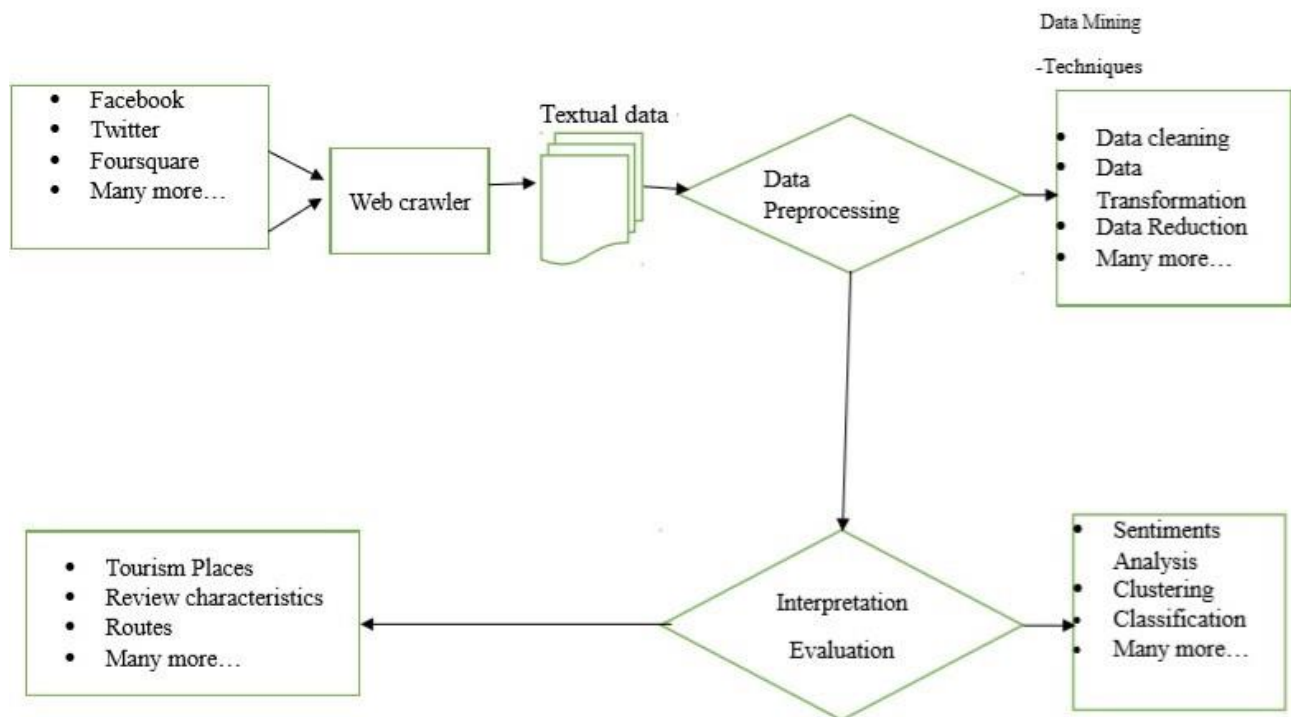 Data Mining
-Techniques
• Facebook
• Twitter
• Foursquare
• Many more…
Web crawler
Textual data
Data
Preprocessing
• Data cleaning
• Data
Transformation
• Data Reduction
• Many more…
• Tourism Places
• Review characteristics
• Routes
• Many more…
Interpretation
Evaluation
• Sentiments
Analysis
• Clustering
• Classification
• Many more…